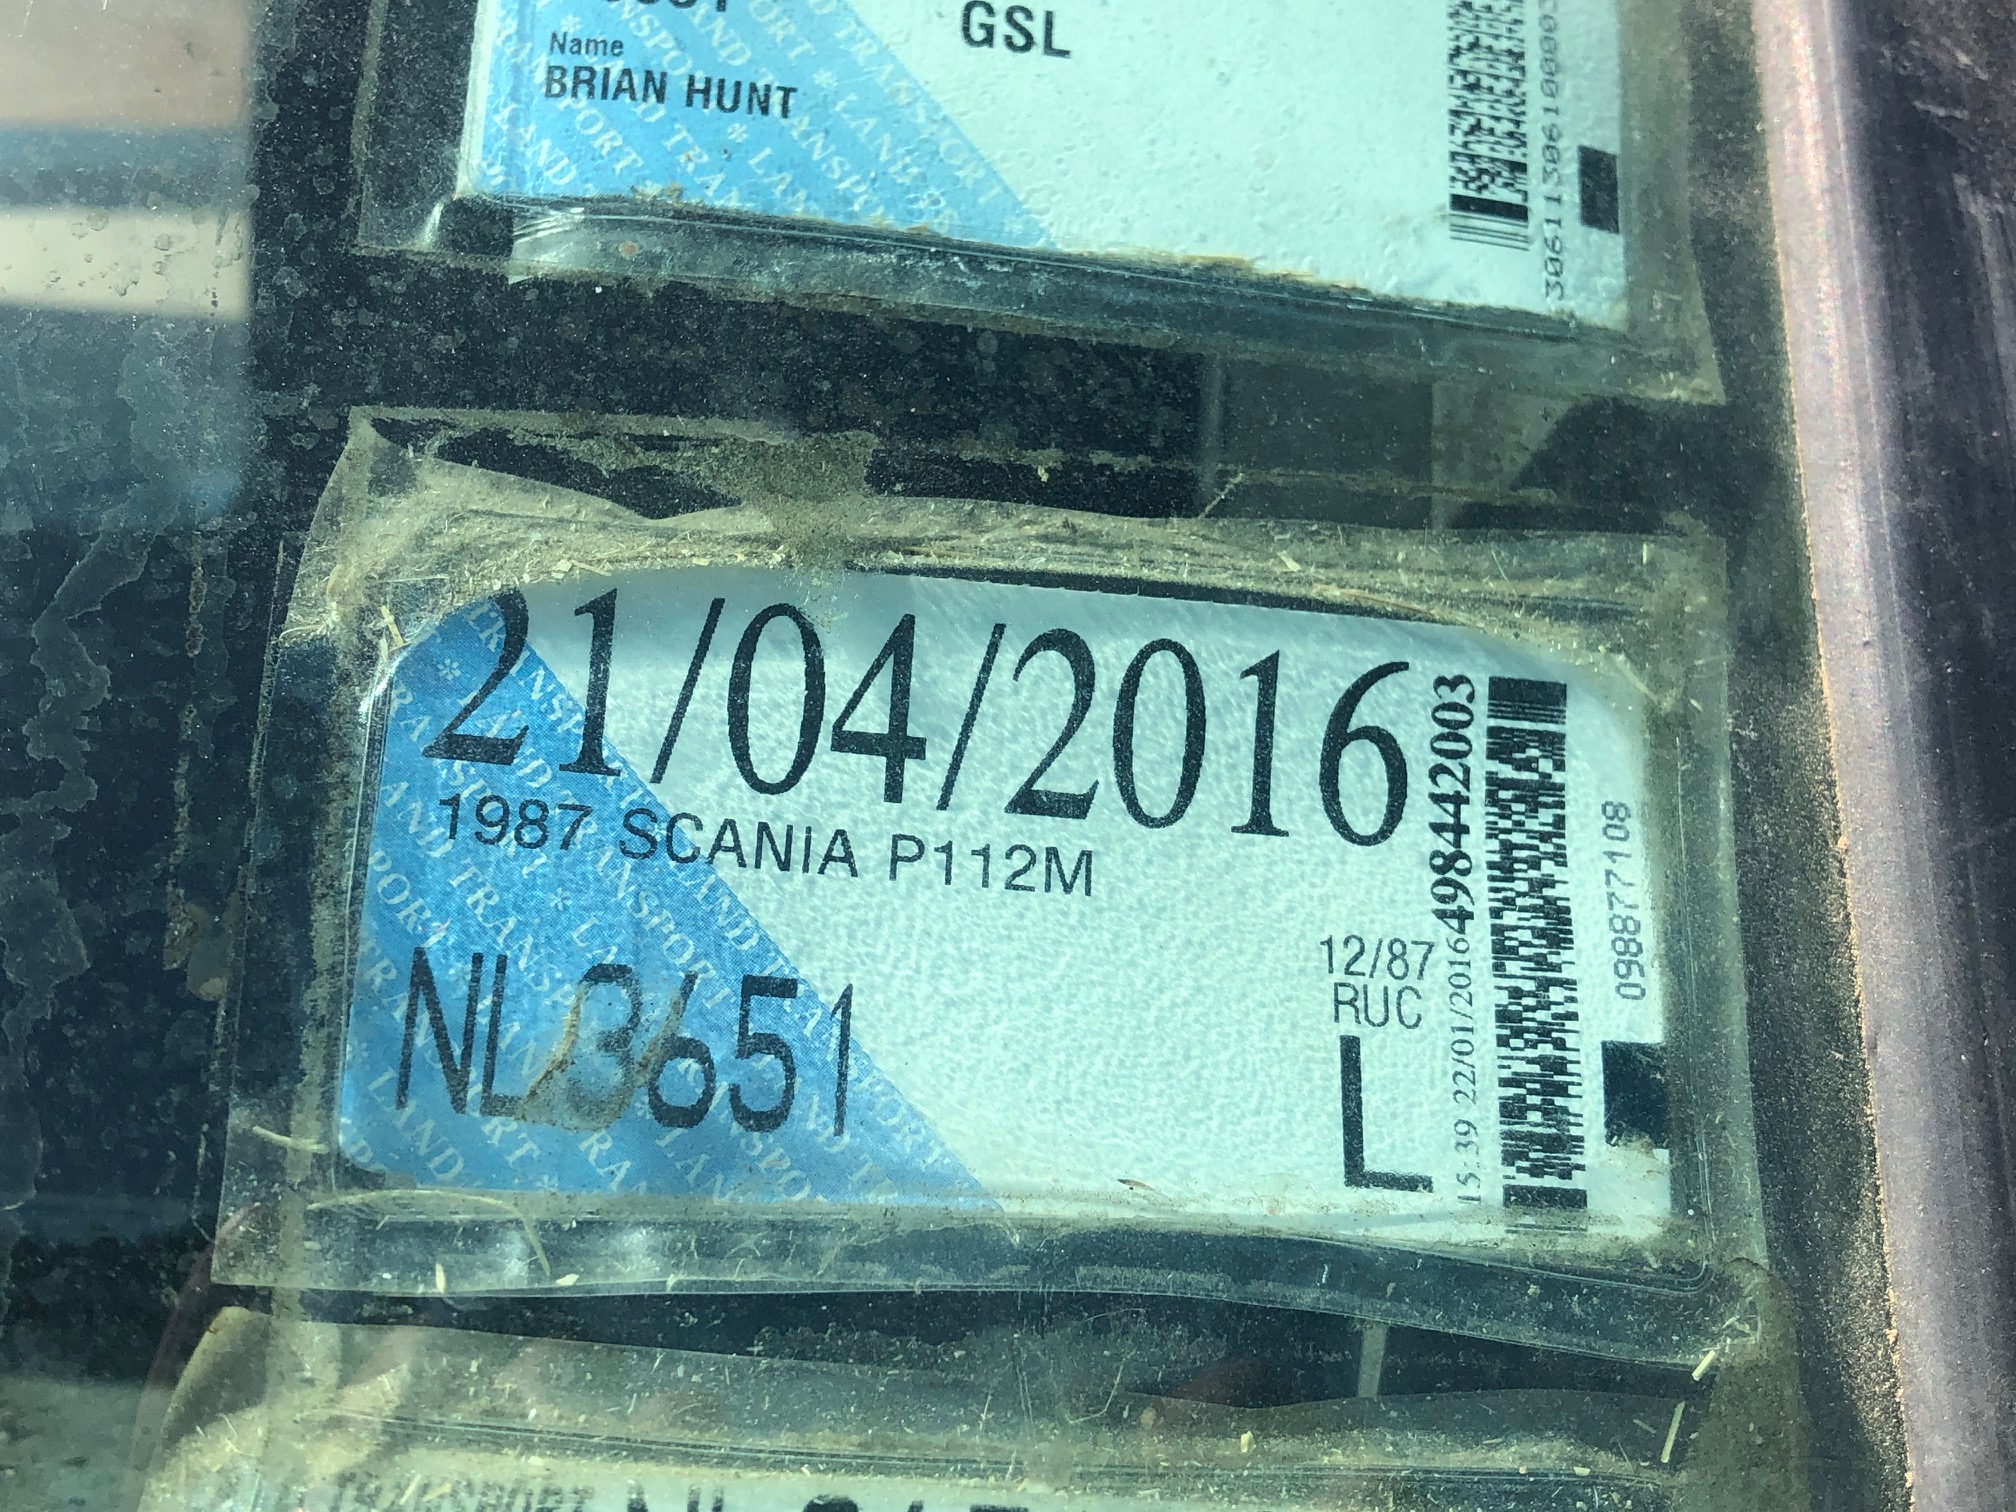 GSL
Name
BRIAN HUNT
21/04/2016
1987 SCANIA P112M
NL3651
12/87
RUC
L
15:39 22/01/2016 498442003
098877108